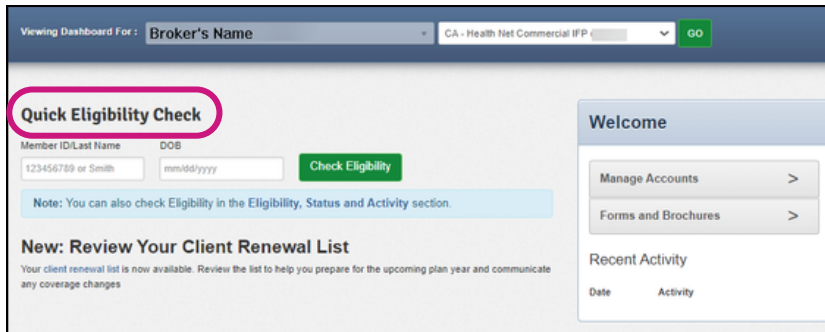 Viewing Dashboard For :
Broker's Name
CA - Health Net Commercial IFP
GO
Quick Eligibility Check
Member ID/Last Name
DOB
123456789 or Smith
mm/dd/yyyy
Check Eligibility
Note: You can also check Eligibility in the Eligibility, Status and Activity section.
New: Review Your Client Renewal List
Your client renewal list is now available. Review the list to help you prepare for the upcoming plan year and communicate
any coverage changes
Welcome
Manage Accounts >
Forms and Brochures >
Recent Activity
Date Activity